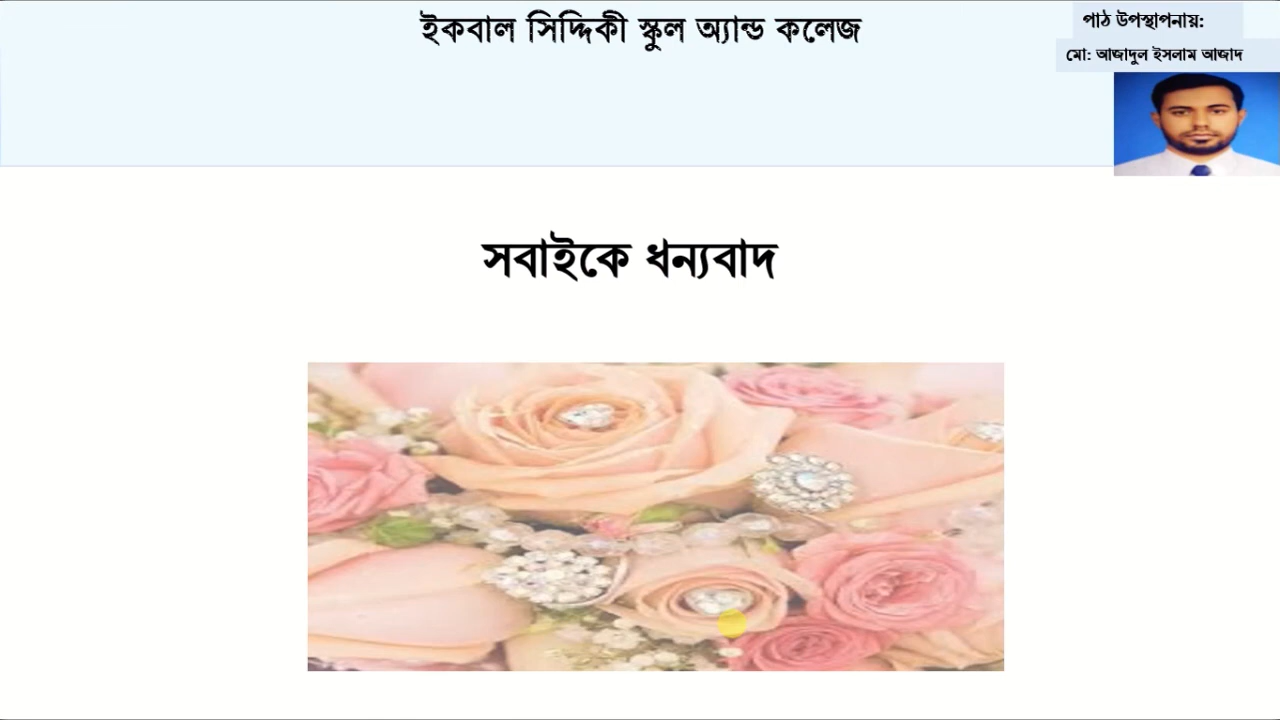 ইকবাল সিদ্দিকী স্কুল অ্যান্ড কলেজ
পাঠ উপস্থাপনায়:
মো: আজাদুল ইসলাম আজাদ
সবাইকে ধন্যবাদ